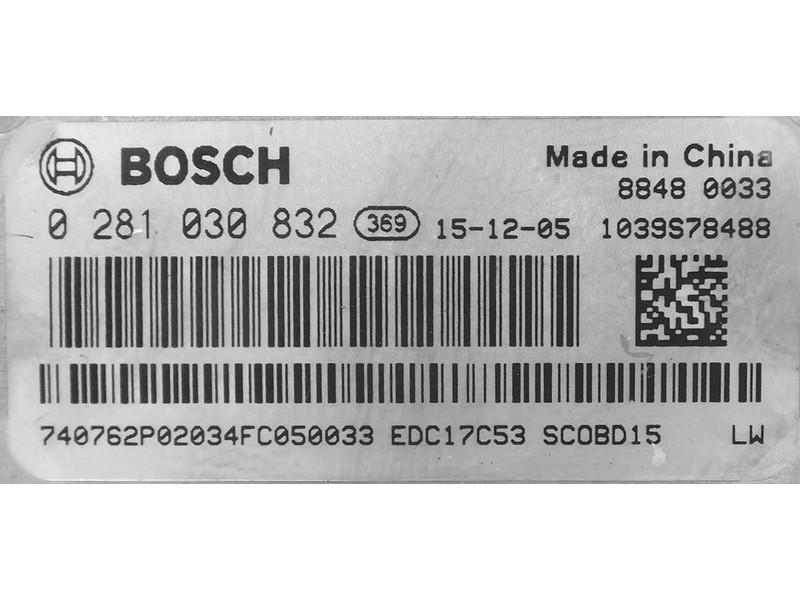 BOSCH
Made in China
8848 0033
0 281 030 832 369 15-12-05 1039S78488
740762P02034FC050033 EDC17C53 SCOBD15 LW